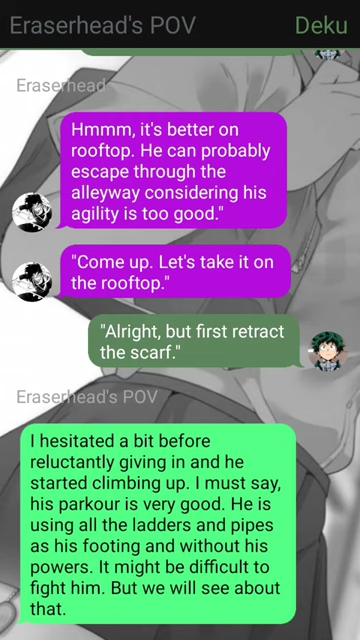 Eraserhead's POV
Deku
Eraserhead
Hmmm, it's better on
rooftop. He can probably
escape through the
alleyway considering his
agility is too good."
"Come up. Let's take it on
the rooftop."
"Alright, but first retract
the scarf."
Eraserhead's POV
I hesitated a bit before
reluctantly giving in and he
started climbing up. I must say,
his parkour is very good. He is
using all the ladders and pipes
as his footing and without his
powers. It might be difficult to
fight him. But we will see about
that.